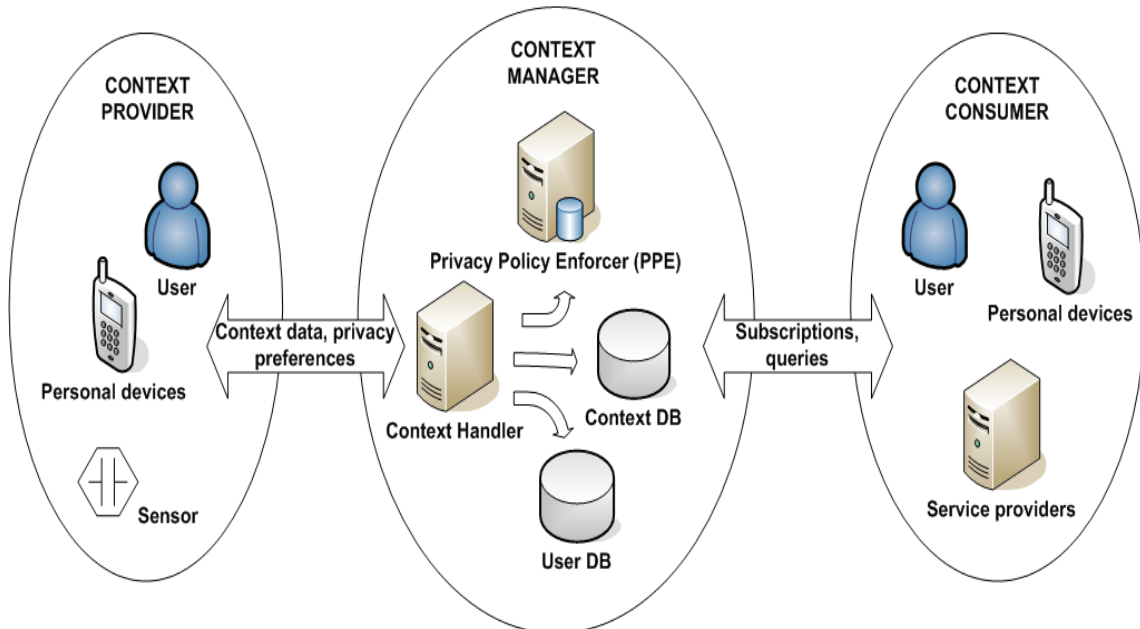 CONTEXT
PROVIDER
User
Personal devices
Sensor
Context data, privacy
preferences
CONTEXT
MANAGER
Privacy Policy Enforcer (PPE)
Context Handler
Context DB
User DB
Subscriptions,
queries
CONTEXT
CONSUMER
User
Personal devices
Service providers